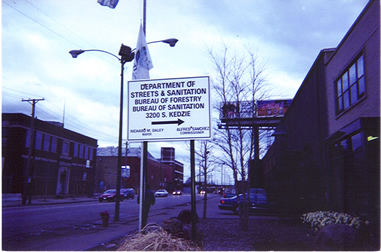 DEPARTMENT OF
STREETS & SANITATION
BUREAU OF FORESTRY
BUREAU OF SANITATION
3200 S. KEDZIE
RICHARD M. DALEY
MAYOR
ALFRED SANCHEZ
COMMISSIONER